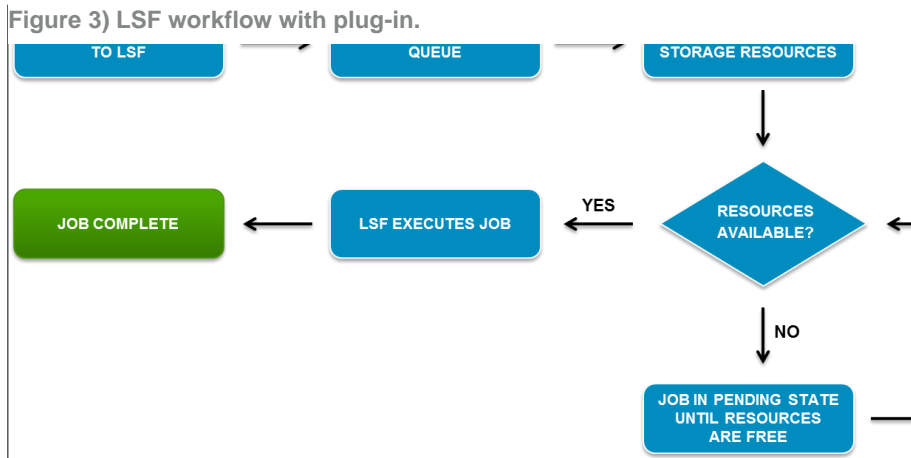 Figure 3) LSF workflow with plug-in.
TO LSF
QUEUE
STORAGE RESOURCES
JOB COMPLETE
LSF EXECUTES JOB
YES
RESOURCES
AVAILABLE?
NO
JOB IN PENDING STATE
UNTIL RESOURCES
ARE FREE